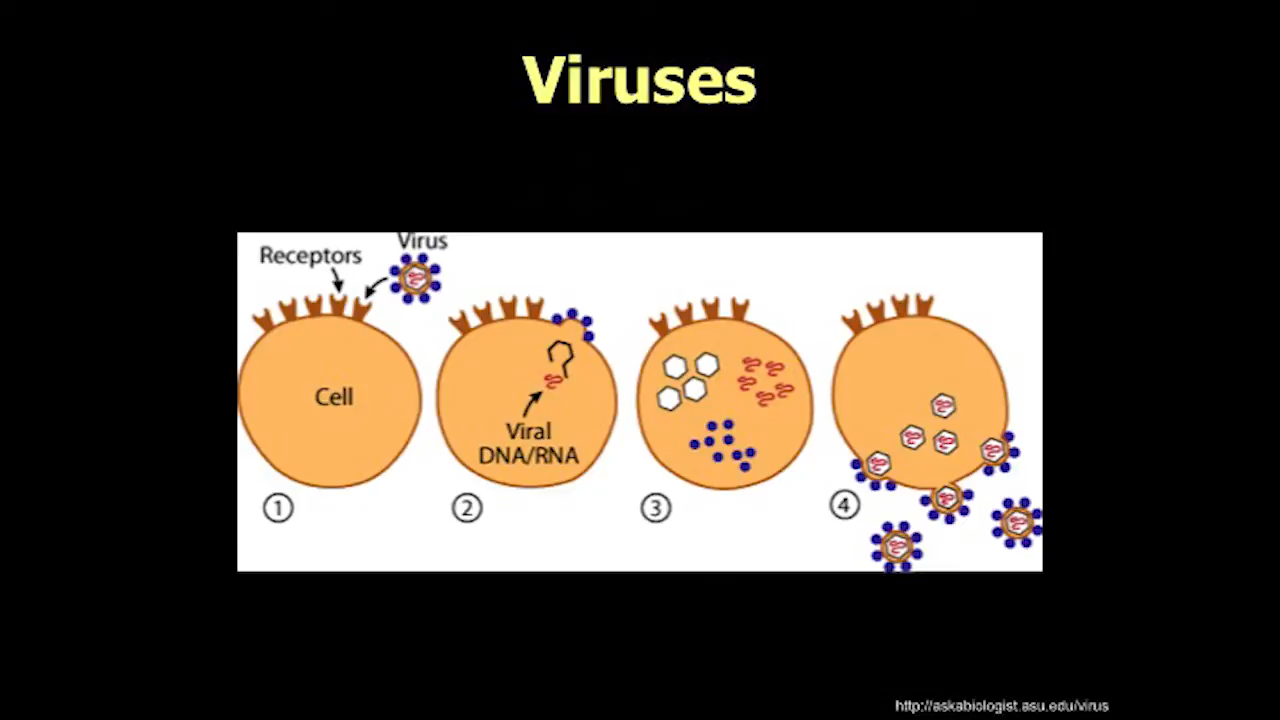 Viruses
Virus
Receptors
Cell
Viral
DNA/RNA
1
2
3
4
http://askabiologist.asu.edu/virus